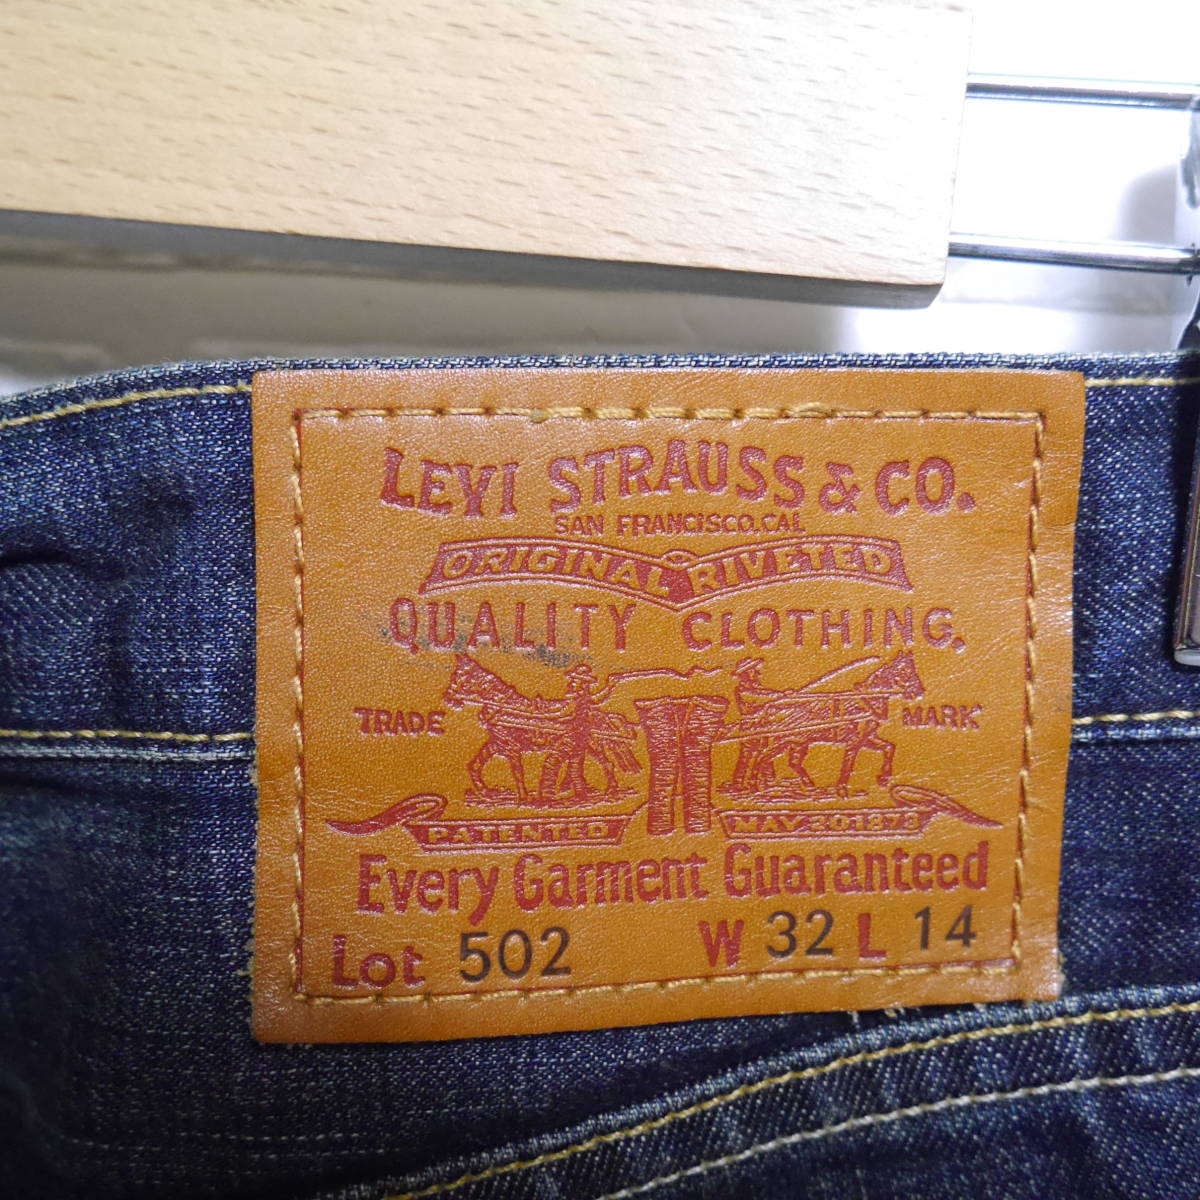 LEVI STRAUSS & CO.
SAN FRANCISCO.CAL
ORIGINAL RIVETED
QUALITY CLOTHING.
TRADE MARK
PATENTED MAY 20 1873
Every Garment Guaranteed
Lot 502 W 32 L 14